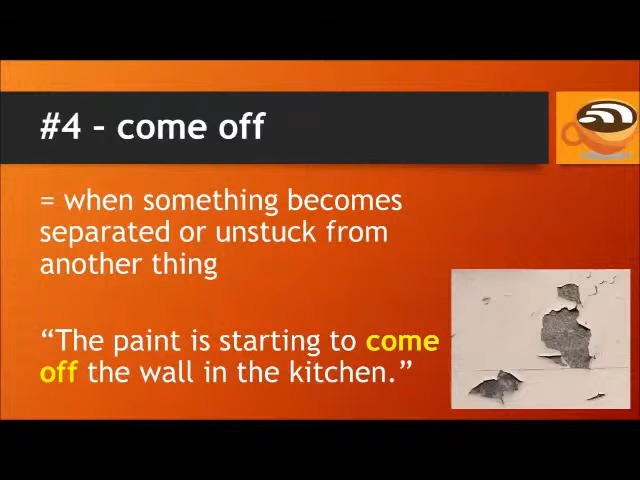 #4 – come off
= when something becomes
separated or unstuck from
another thing
“The paint is starting to come
off the wall in the kitchen.”